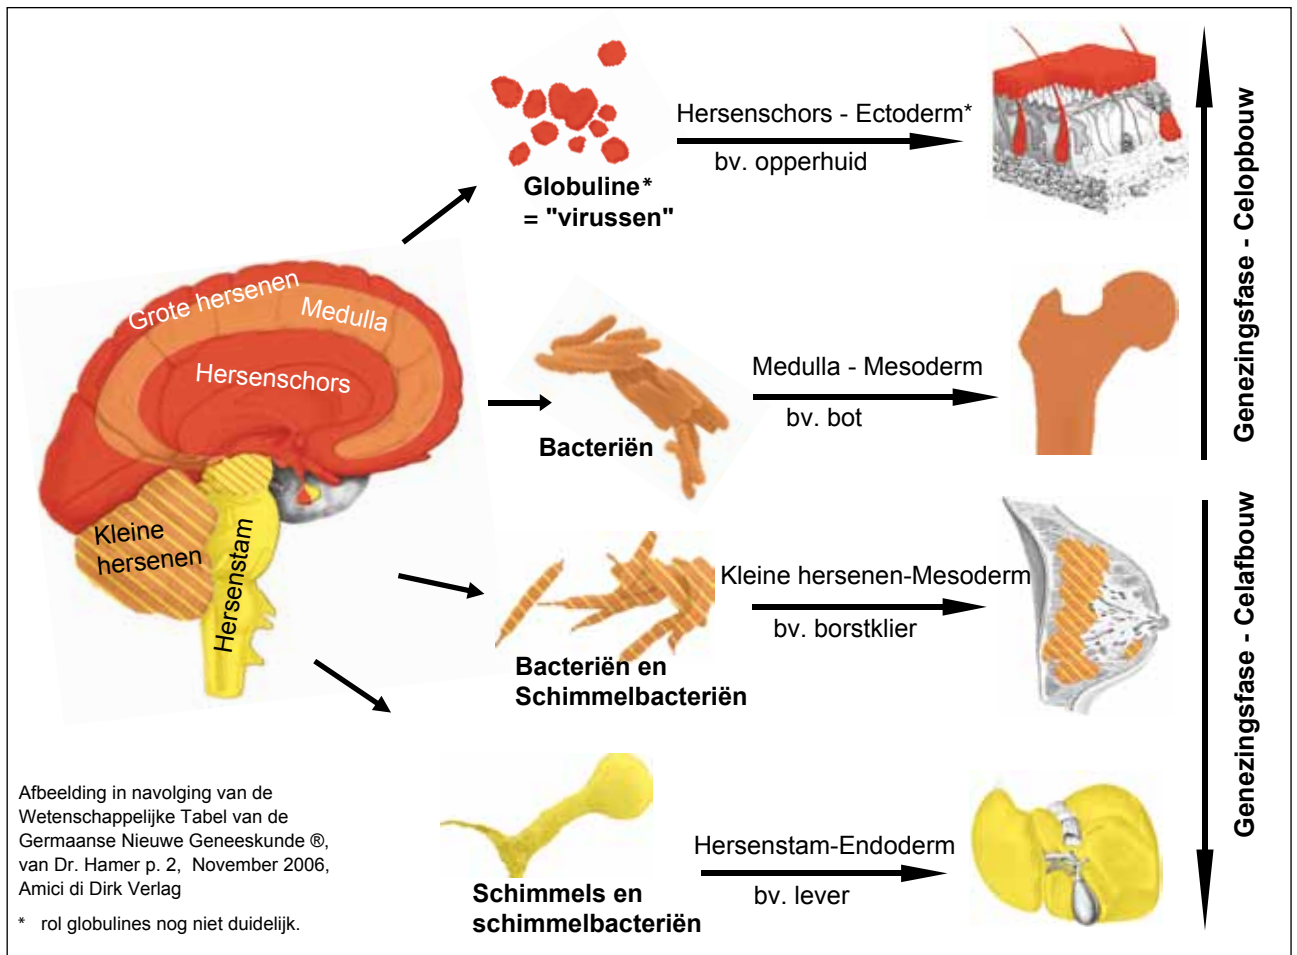 Globuline*
= "virussen"
Hersenschors - Ectoderm*
bv. opperhuid
Grote hersenen
Medulla
Hersenschors
Kleine
hersenen
Hersenstam
Bacteriën
Medulla - Mesoderm
bv. bot
Genezingsfase - Celopbouw
Bacteriën en
Schimmelbacteriën
Kleine hersenen-Mesoderm
bv. borstklier
Schimmels en
schimmelbacteriën
Hersenstam-Endoderm
bv. lever
Genezingsfase - Celafbouw
Afbeelding in navolging van de
Wetenschappelijke Tabel van de
Germaanse Nieuwe Geneeskunde ®,
van Dr. Hamer p. 2, November 2006,
Amici di Dirk Verlag
* rol globulines nog niet duidelijk.